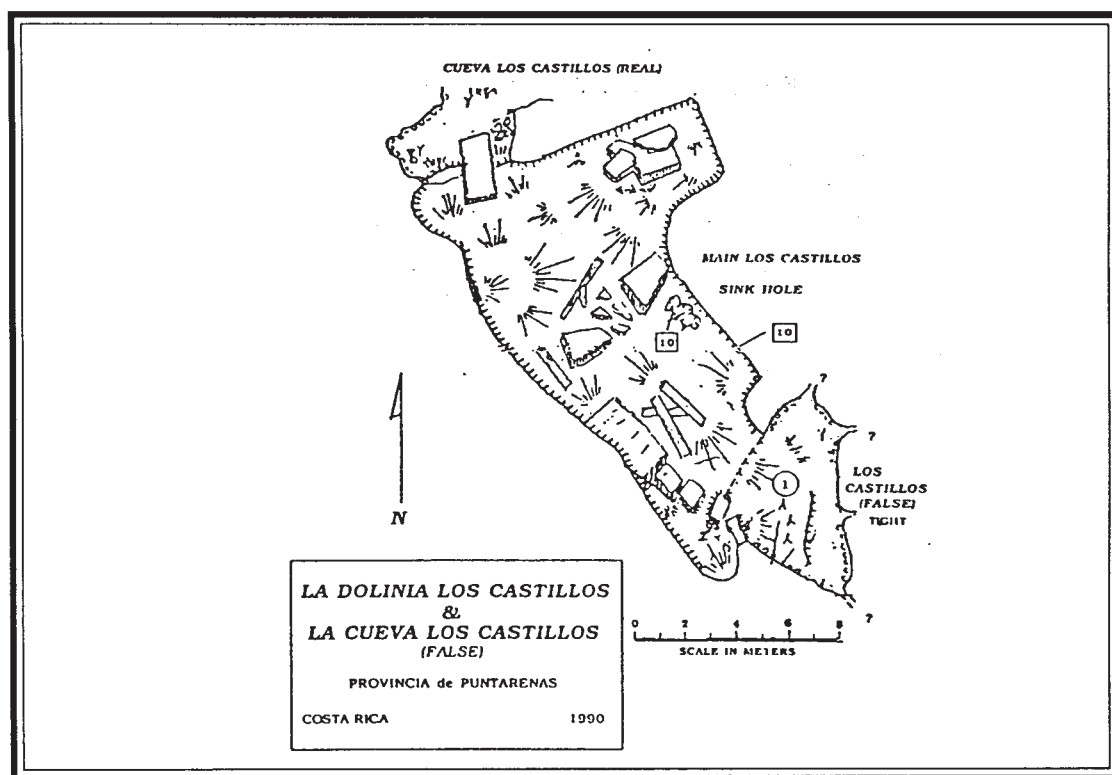 CUEVA LOS CASTILLOS (REAL)
MAIN LOS CASTILLOS
SINK HOLE
10
10
?
?
LOS
CASTILLOS
(FALSE)
TIGHT
1
N
?
LA DOLINIA LOS CASTILLOS
&
LA CUEVA LOS CASTILLOS
(FALSE)
PROVINCIA de PUNTARENAS
COSTA RICA 1990
0 2 4 6 8
SCALE IN METERS